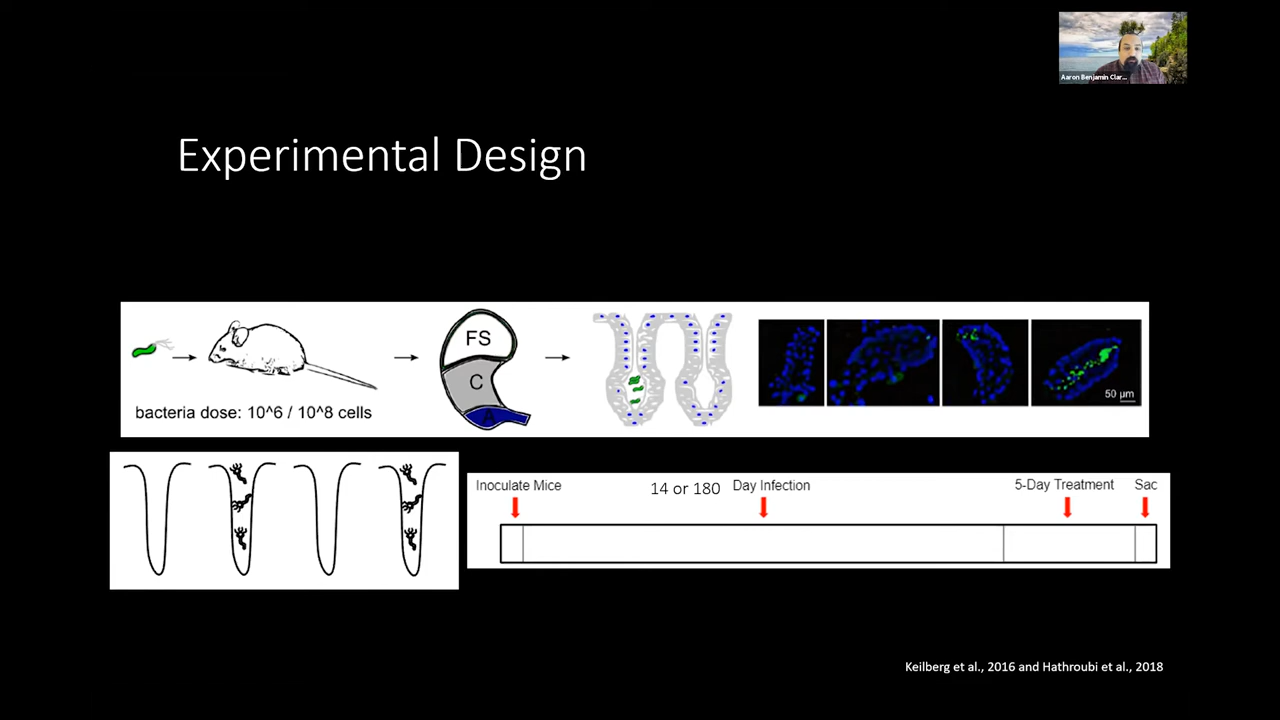 Aaron Benjamin Clar...
Experimental Design
FS
C
A
bacteria dose: 10^6 / 10^8 cells
50 µm
Inoculate Mice
14 or 180 Day Infection
5-Day Treatment
Sac
Keilberg et al., 2016 and Hathroubi et al., 2018